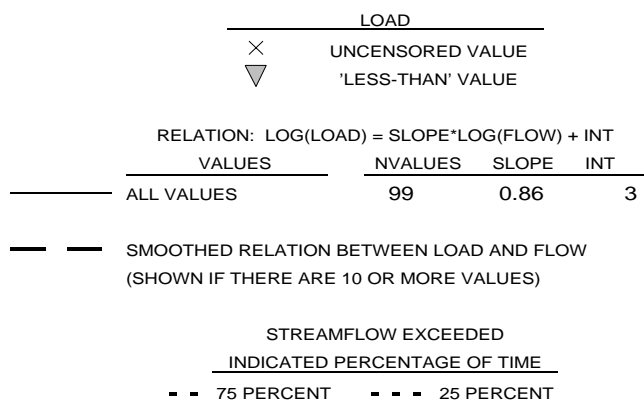 LOAD
UNCENSORED VALUE
'LESS-THAN' VALUE
RELATION: LOG(LOAD) = SLOPE*LOG(FLOW) + INT
VALUES NVALUES SLOPE INT
ALL VALUES 99 0.86 3
SMOOTHED RELATION BETWEEN LOAD AND FLOW
(SHOWN IF THERE ARE 10 OR MORE VALUES)
STREAMFLOW EXCEEDED
INDICATED PERCENTAGE OF TIME
75 PERCENT 25 PERCENT